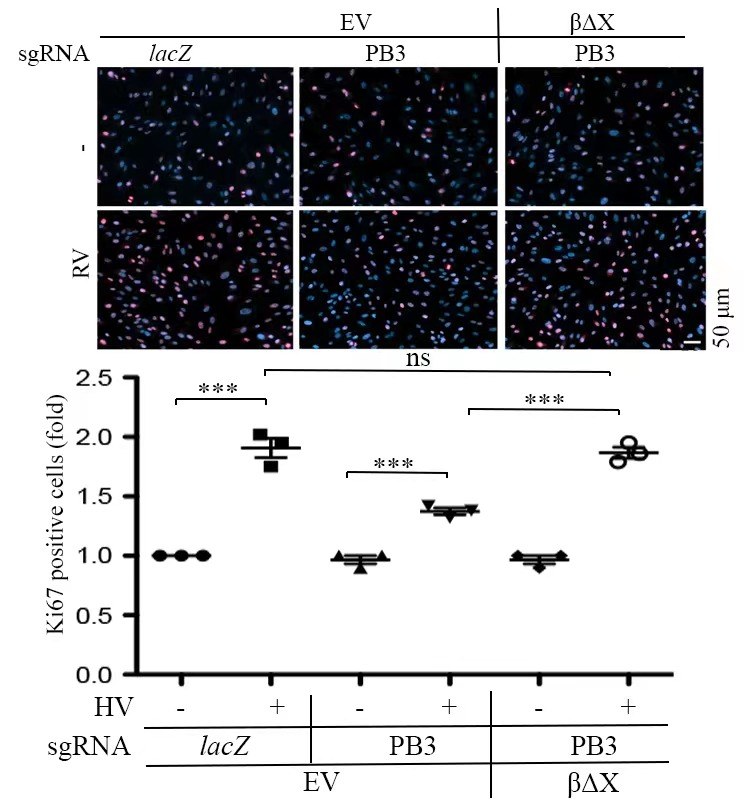 EV βΔX
sgRNA lacZ PB3 PB3
-
RV
50 μm
ns
***
***
***
2.5
2.0
1.5
1.0
0.5
0.0
Ki67 positive cells (fold)
HV - + - + - +
sgRNA lacZ PB3 PB3
EV βΔX